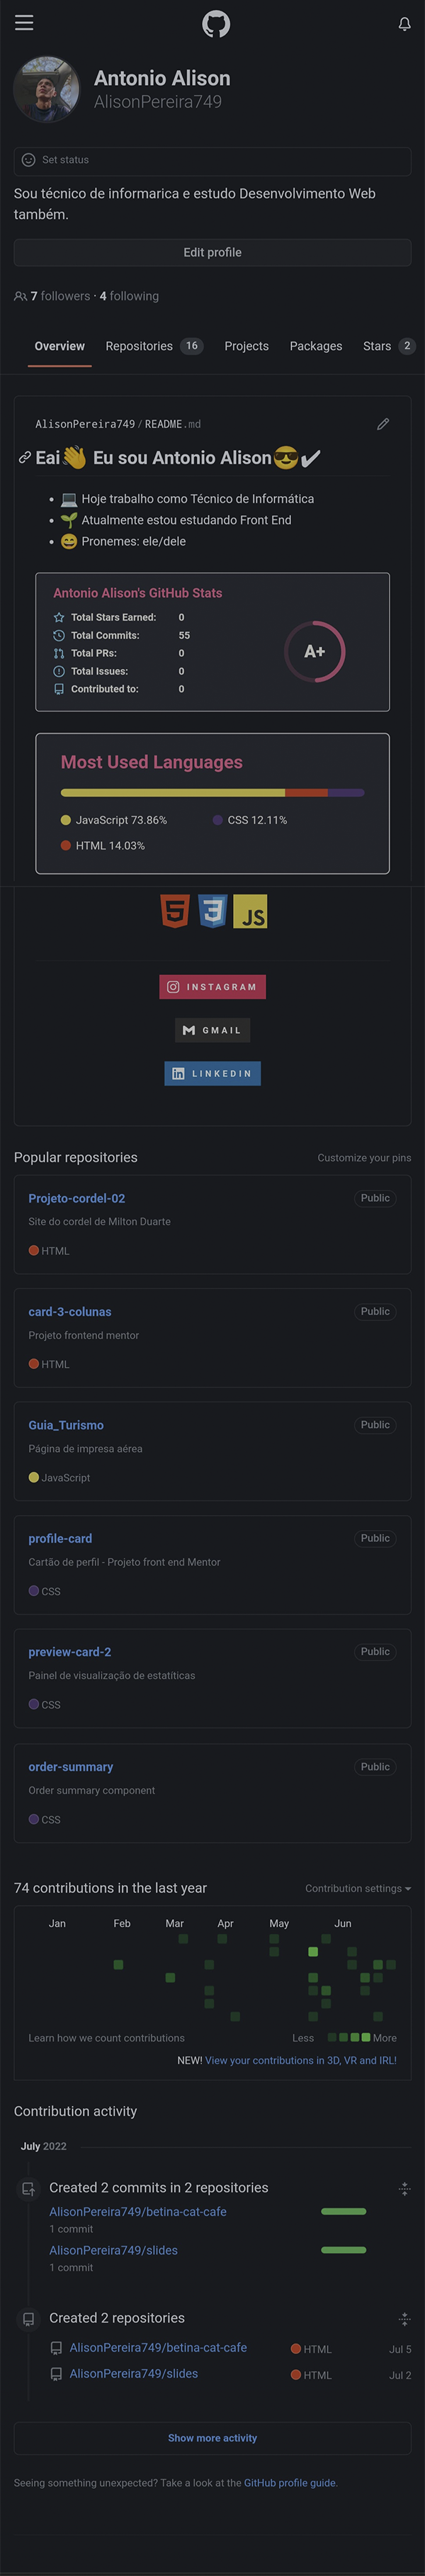 Antonio Alison
AlisonPereira749
Set status
Sou técnico de informarica e estudo Desenvolvimento Web
também.
Edit profile
7 followers · 4 following
Overview Repositories 16 Projects Packages Stars 2
AlisonPereira749 / README.md
Eai👋 Eu sou Antonio Alison😎✔
• 💻 Hoje trabalho como Técnico de Informática
• 🌱 Atualmente estou estudando Front End
• 😄 Pronemes: ele/dele
Antonio Alison's GitHub Stats
Total Stars Earned: 0
Total Commits: 55
Total PRs: 0
A+
Total Issues: 0
Contributed to: 0
Most Used Languages
JavaScript 73.86% CSS 12.11%
HTML 14.03%
5 3 JS
INSTAGRAM
GMAIL
LINKEDIN
Popular repositories Customize your pins
Projeto-cordel-02 Public
Site do cordel de Milton Duarte
HTML
card-3-colunas Public
Projeto frontend mentor
HTML
Guia_Turismo Public
Página de impresa aérea
JavaScript
profile-card Public
Cartão de perfil - Projeto front end Mentor
CSS
preview-card-2 Public
Painel de visualização de estatíticas
CSS
order-summary Public
Order summary component
CSS
74 contributions in the last year Contribution settings
Jan Feb Mar Apr May Jun
Learn how we count contributions Less More
NEW! View your contributions in 3D, VR and IRL!
Contribution activity
July 2022
Created 2 commits in 2 repositories
AlisonPereira749/betina-cat-cafe
1 commit
AlisonPereira749/slides
1 commit
Created 2 repositories
AlisonPereira749/betina-cat-cafe HTML Jul 5
AlisonPereira749/slides HTML Jul 2
Show more activity
Seeing something unexpected? Take a look at the GitHub profile guide.